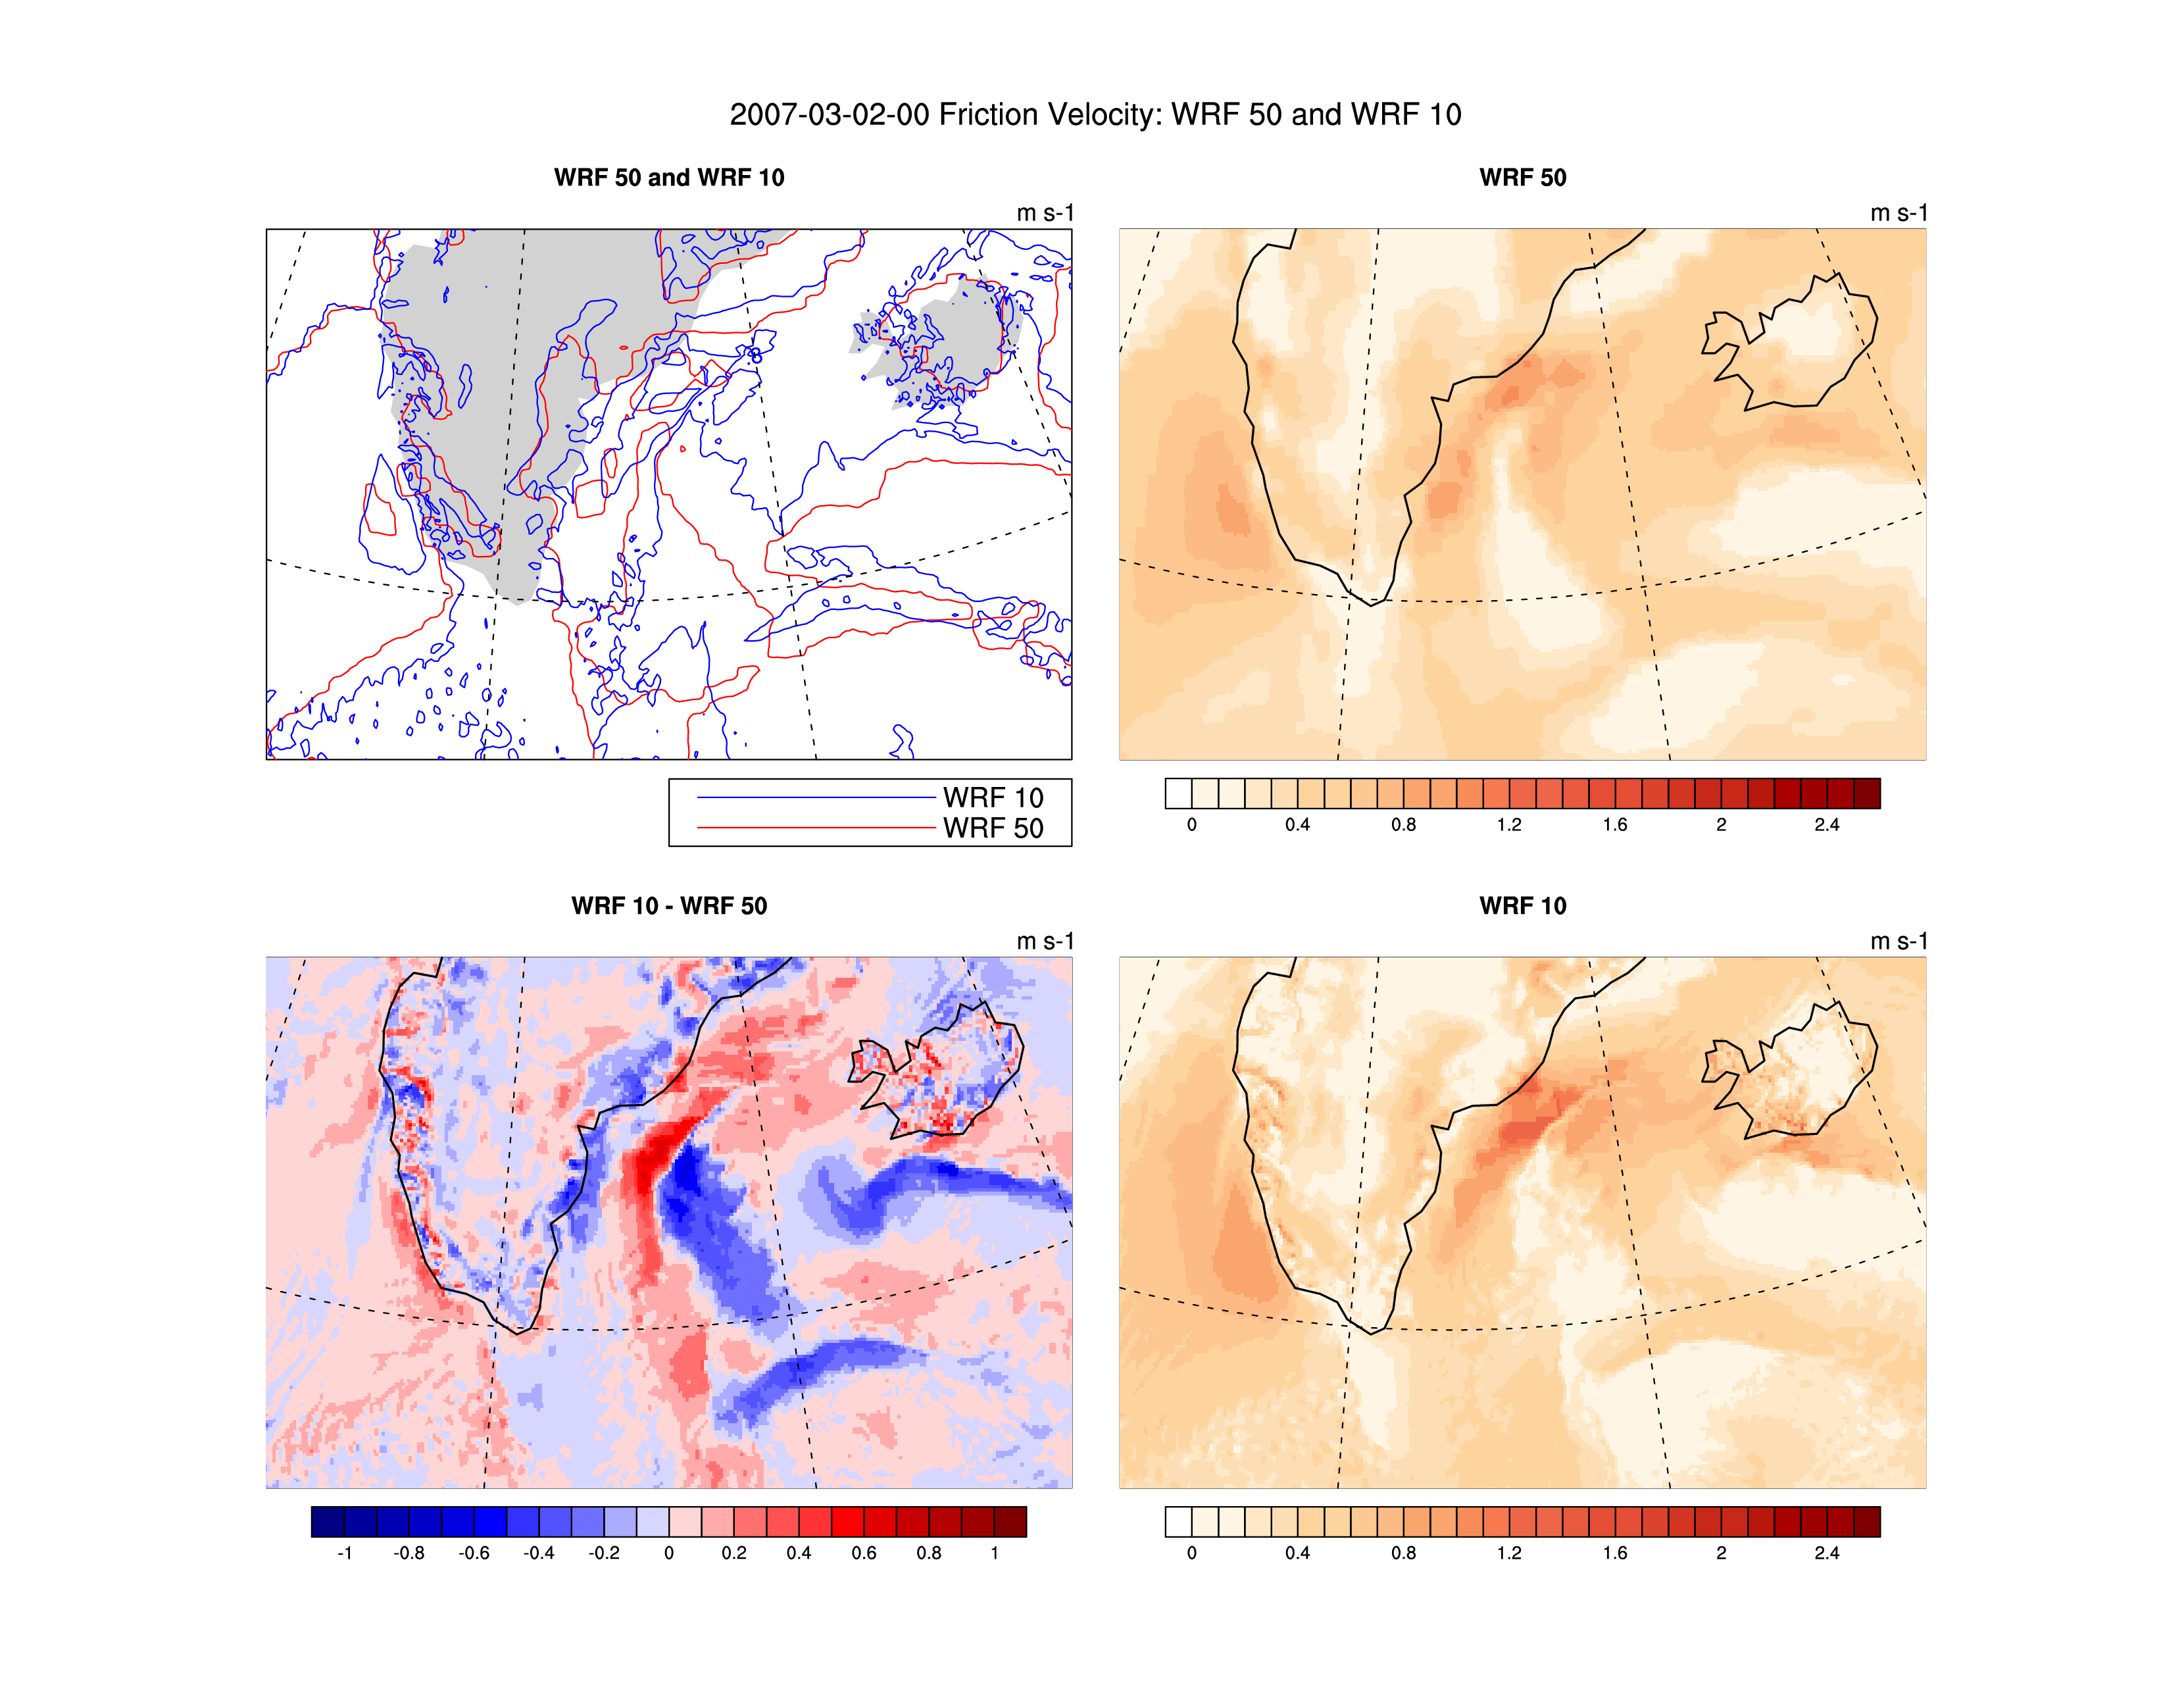 2007-03-02-00 Friction Velocity: WRF 50 and WRF 10
WRF 50 and WRF 10
m s-1
.8
WRF 10
WRF 50
WRF 50
m s-1
0 0.4 0.8 1.2 1.6 2 2.4
WRF 10 - WRF 50
m s-1
-1 -0.8 -0.6 -0.4 -0.2 0 0.2 0.4 0.6 0.8 1
WRF 10
m s-1
0 0.4 0.8 1.2 1.6 2 2.4